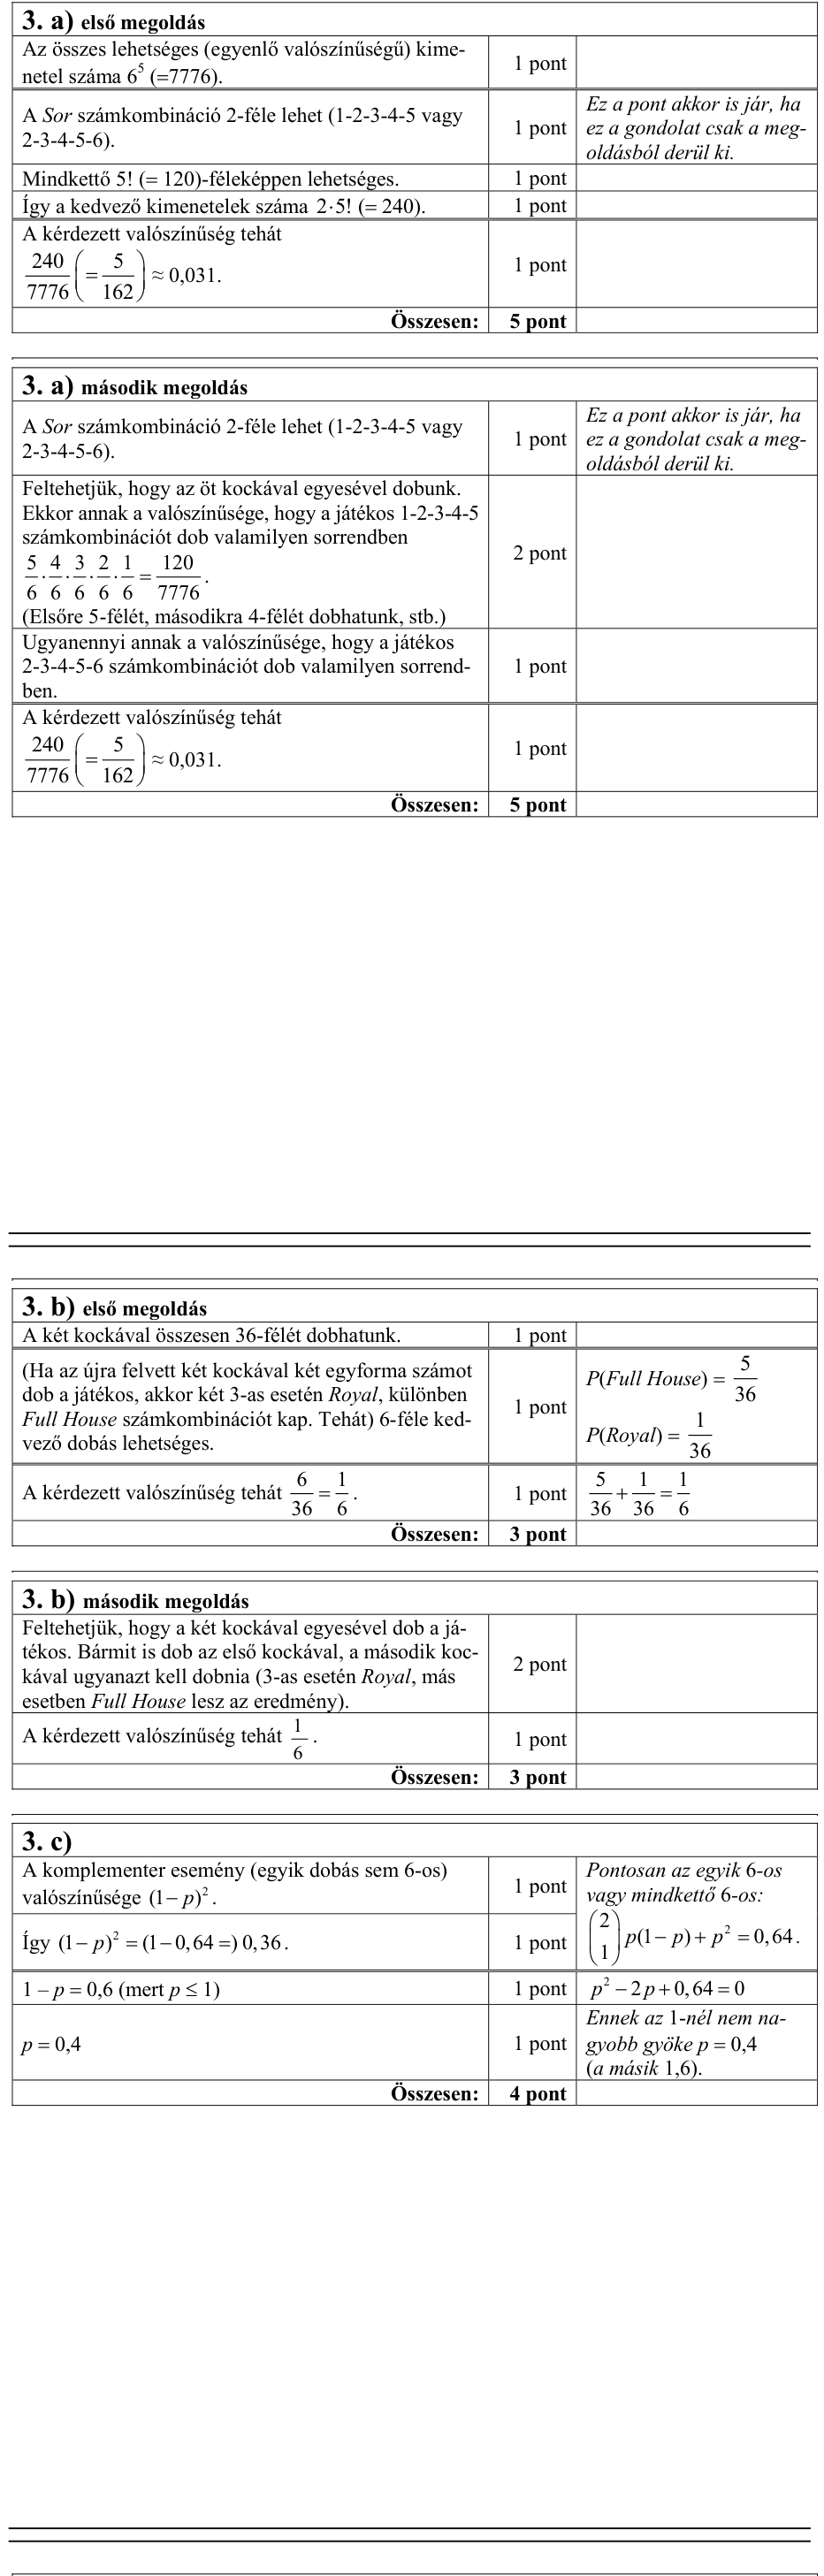 3. a) első megoldás
Az összes lehetséges (egyenlő valószínűségű) kime-
netel száma 6⁵ (=7776).
1 pont
A Sor számkombináció 2-féle lehet (1-2-3-4-5 vagy
2-3-4-5-6).
1 pont
Ez a pont akkor is jár, ha
ez a gondolat csak a meg-
oldásból derül ki.
Mindkettő 5! (= 120)-féleképpen lehetséges.
1 pont
Így a kedvező kimenetelek száma 2·5! (= 240).
1 pont
A kérdezett valószínűség tehát
240/7776 (= 5/162) ≈ 0,031.
1 pont
Összesen: 5 pont
3. a) második megoldás
A Sor számkombináció 2-féle lehet (1-2-3-4-5 vagy
2-3-4-5-6).
1 pont
Ez a pont akkor is jár, ha
ez a gondolat csak a meg-
oldásból derül ki.
Feltehetjük, hogy az öt kockával egyesével dobunk.
Ekkor annak a valószínűsége, hogy a játékos 1-2-3-4-5
számkombinációt dob valamilyen sorrendben
5/6 · 4/6 · 3/6 · 2/6 · 1/6 = 120/7776.
(Elsőre 5-félét, másodikra 4-félét dobhatunk, stb.)
2 pont
Ugyanennyi annak a valószínűsége, hogy a játékos
2-3-4-5-6 számkombinációt dob valamilyen sorrend-
ben.
1 pont
A kérdezett valószínűség tehát
240/7776 (= 5/162) ≈ 0,031.
1 pont
Összesen: 5 pont
3. b) első megoldás
A két kockával összesen 36-félét dobhatunk.
1 pont
(Ha az újra felvett két kockával két egyforma számot
dob a játékos, akkor két 3-as esetén Royal, különben
Full House számkombinációt kap. Tehát) 6-féle ked-
vező dobás lehetséges.
1 pont
P(Full House) = 5/36
P(Royal) = 1/36
A kérdezett valószínűség tehát 6/36 = 1/6.
1 pont
5/36 + 1/36 = 1/6
Összesen: 3 pont
3. b) második megoldás
Feltehetjük, hogy a két kockával egyesével dob a já-
tékos. Bármit is dob az első kockával, a második koc-
kával ugyanazt kell dobnia (3-as esetén Royal, más
esetben Full House lesz az eredmény).
2 pont
A kérdezett valószínűség tehát 1/6.
1 pont
Összesen: 3 pont
3. c)
A komplementer esemény (egyik dobás sem 6-os)
valószínűsége (1− p)².
1 pont
Pontosan az egyik 6-os
vagy mindkettő 6-os:
(2 1) p(1− p) + p² = 0,64.
Így (1− p)² = (1−0,64 =) 0,36.
1 pont
1 – p = 0,6 (mert p ≤ 1)
1 pont
p² − 2p + 0,64 = 0
p = 0,4
1 pont
Ennek az 1-nél nem na-
gyobb gyöke p = 0,4
(a másik 1,6).
Összesen: 4 pont